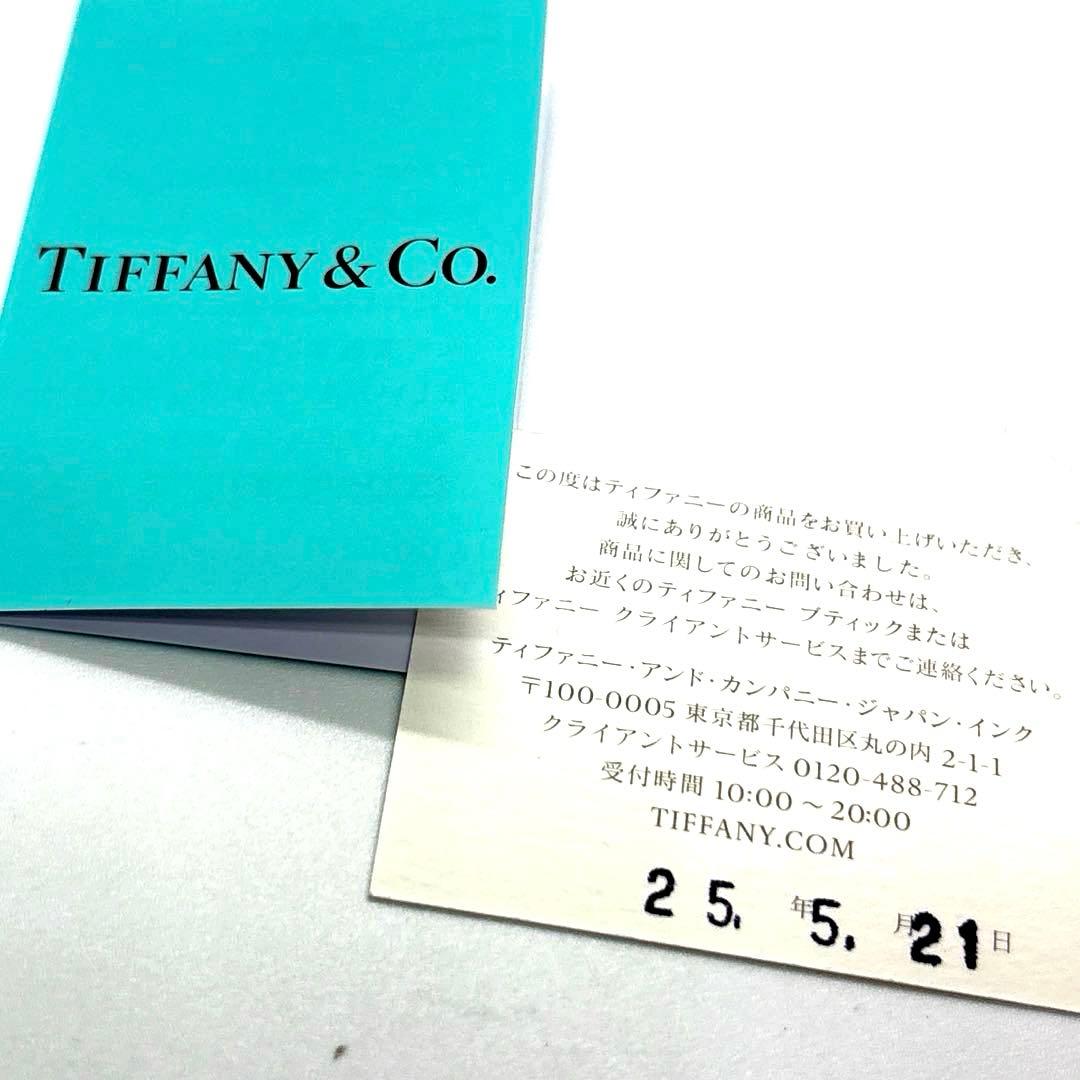 TIFFANY & CO.
この度はティファニーの商品をお買い上げいただき、
誠にありがとうございました。
商品に関してのお問い合わせは、
お近くのティファニー ブティックまたは
ィファニー クライアントサービスまでご連絡ください。
ティファニー・アンド・カンパニー・ジャパン・インク
〒100-0005 東京都千代田区丸の内 2-1-1
クライアントサービス 0120-488-712
受付時間 10:00 〜 20:00
TIFFANY.COM
25. 年 5. 月 21 日